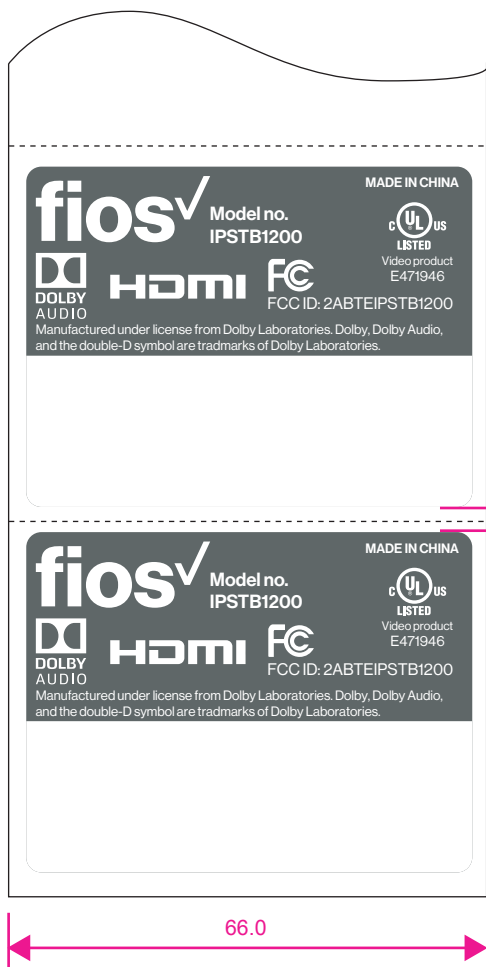 MADE IN CHINA
fios
Model no.
IPSTB1200
C UL US
LISTED
Video product
E471946
DOLBY
AUDIO
HDMI
FC
FCC ID: 2ABTEIPSTB1200
Manufactured under license from Dolby Laboratories. Dolby, Dolby Audio,
and the double-D symbol are tradmarks of Dolby Laboratories.
MADE IN CHINA
fios
Model no.
IPSTB1200
C UL US
LISTED
Video product
E471946
DOLBY
AUDIO
HDMI
FC
FCC ID: 2ABTEIPSTB1200
Manufactured under license from Dolby Laboratories. Dolby, Dolby Audio,
and the double-D symbol are tradmarks of Dolby Laboratories.
66.0